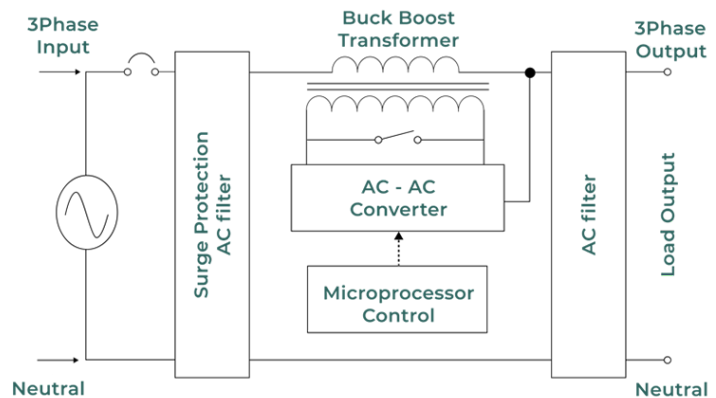 3Phase
Input
Buck Boost
Transformer
3Phase
Output
Surge Protection
AC filter
AC - AC
Converter
AC filter
Load Output
Microprocessor
Control
Neutral
Neutral